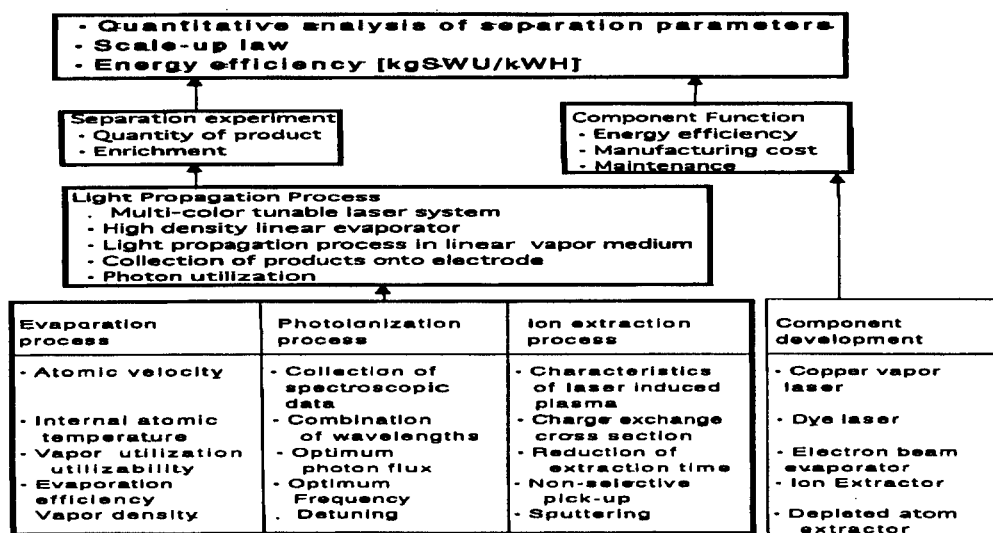 · Quantitative analysis of separation parameters
· Scale-up law
· Energy efficiency [kgSWU/kWH]
Separation experiment
· Quantity of product
· Enrichment
Component Function
· Energy efficiency
· Manufacturing cost
· Maintenance
Light Propagation Process
. Multi-color tunable laser system
· High density linear evaporator
· Light propagation process in linear vapor medium
· Collection of products onto electrode
· Photon utilization
Evaparation
process
· Atomic velocity
· Internal atomic
temperature
· Vapor utilization
utilizability
· Evaporation
efficiency
Vapor density
Photoionization
process
· Collection of
spectroscopic
data
· Combination
of wavelengths
· Optimum
photon flux
· Optimum
Frequency
. Detuning
Ion extraction
process
· Characteristics
of laser induced
plasma
· Charge exchange
cross section
· Reduction of
extraction time
· Non-selective
pick-up
· Sputtering
Component
development
· Copper vapor
laser
· Dye laser
· Electron beam
evaporator
· Ion Extractor
· Depleted atom
extractor